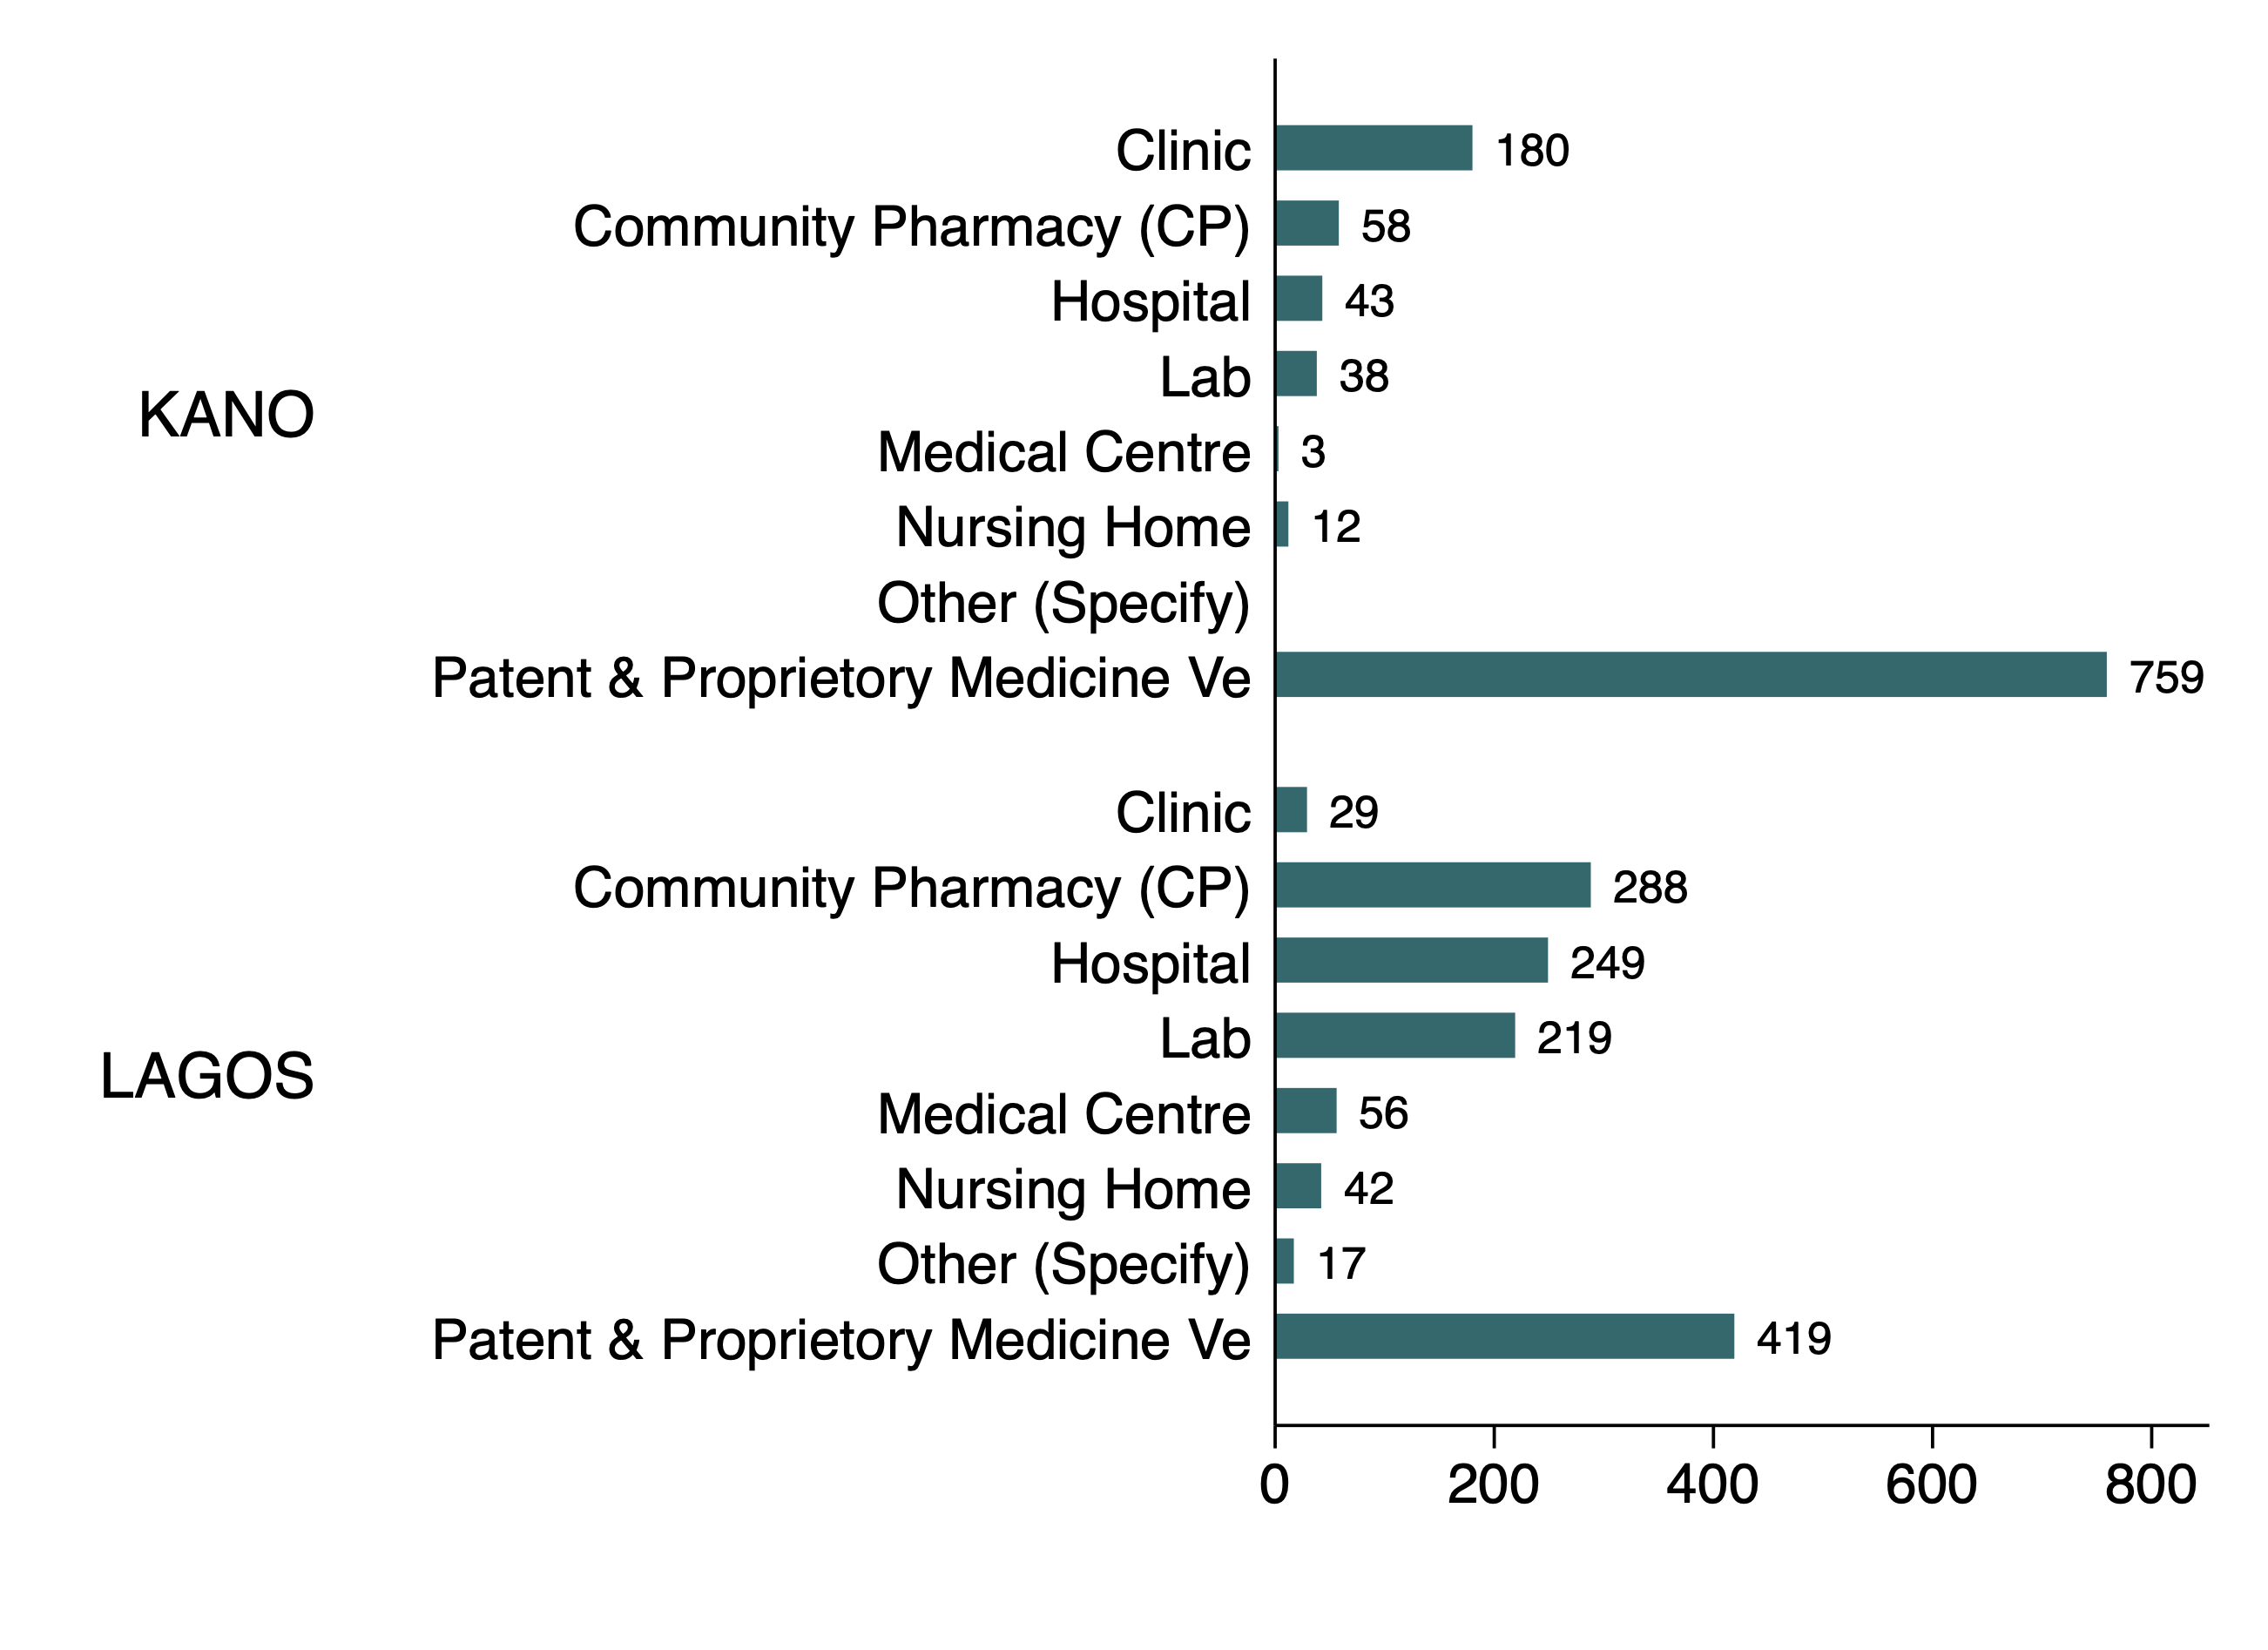 KANO
Clinic 180
Community Pharmacy (CP) 58
Hospital 43
Lab 38
Medical Centre 3
Nursing Home 12
Other (Specify)
Patent & Proprietory Medicine Ve 759
LAGOS
Clinic 29
Community Pharmacy (CP) 288
Hospital 249
Lab 219
Medical Centre 56
Nursing Home 42
Other (Specify) 17
Patent & Proprietory Medicine Ve 419
0 200 400 600 800